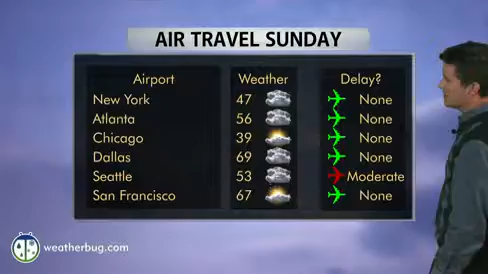 AIR TRAVEL SUNDAY
Airport Weather Delay?
New York 47 None
Atlanta 56 None
Chicago 39 None
Dallas 69 None
Seattle 53 Moderate
San Francisco 67 None
weatherbug.com